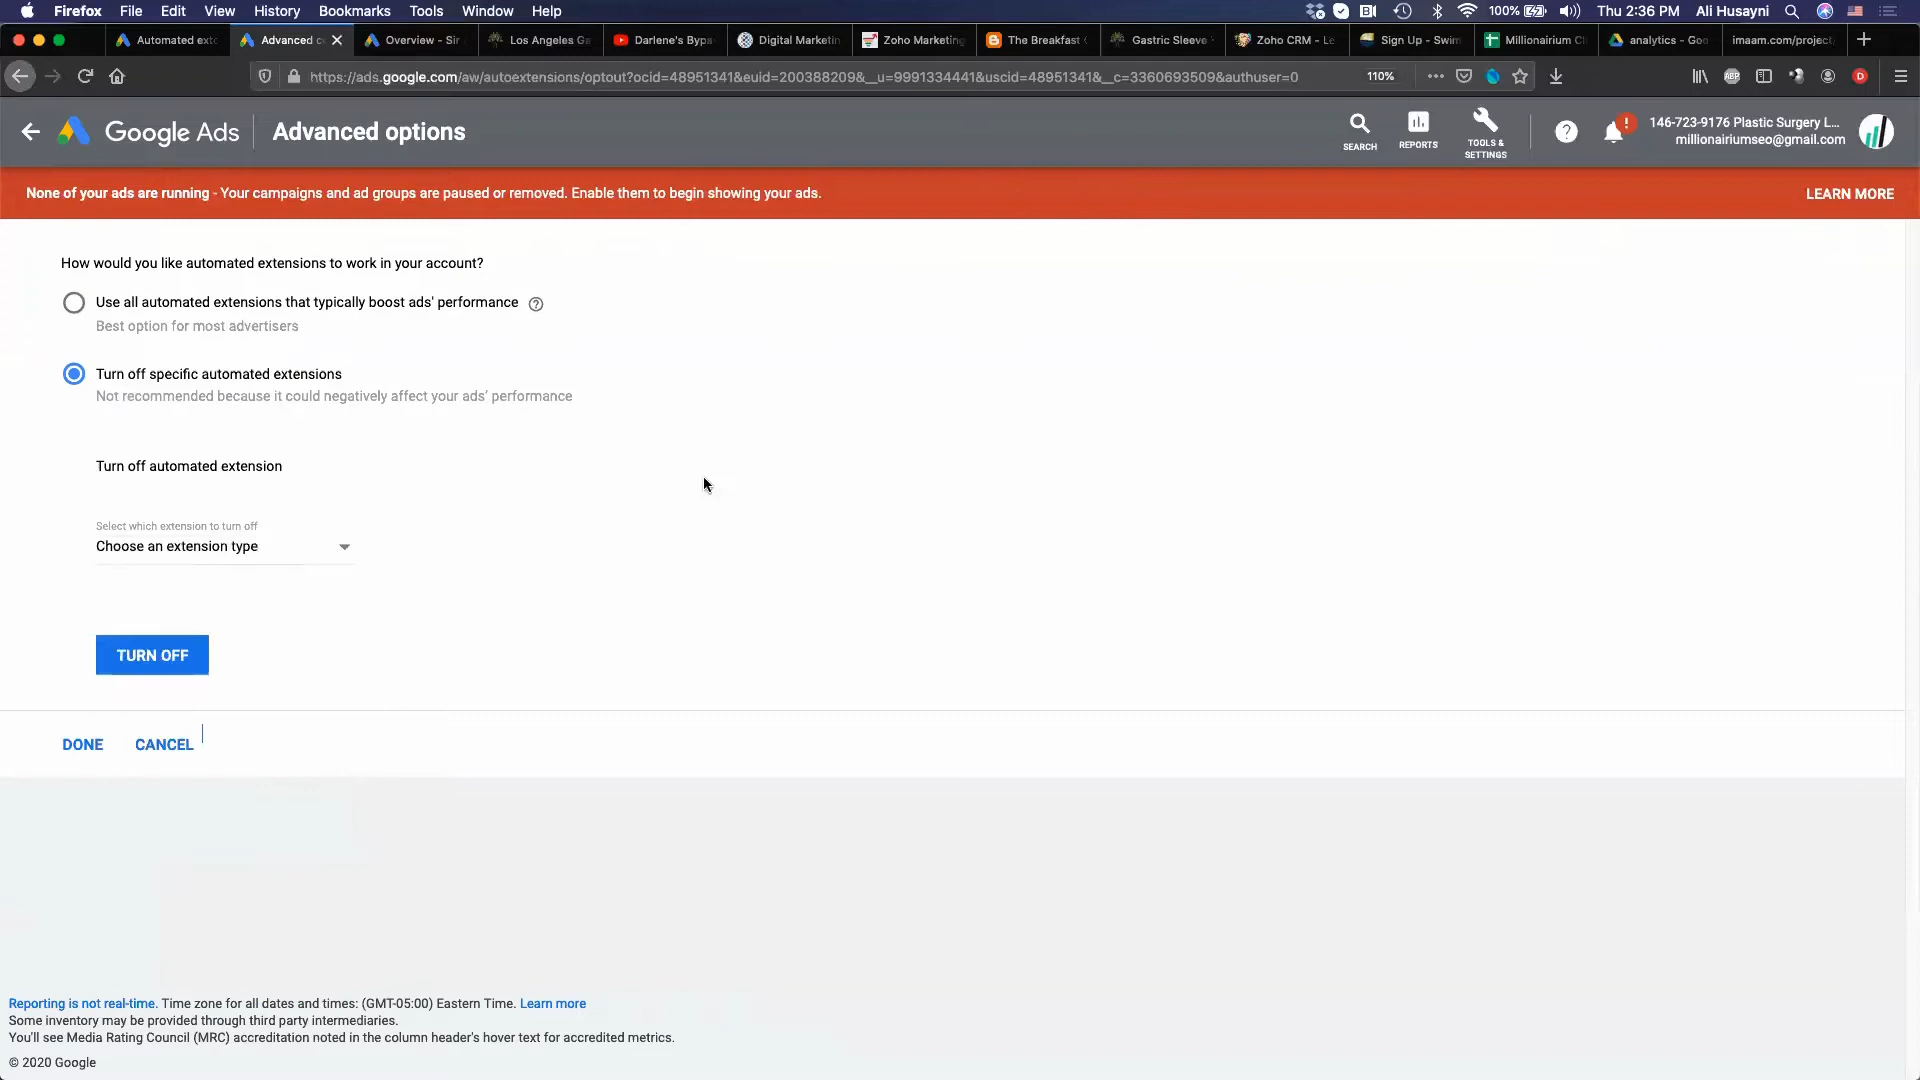 Firefox File Edit View History Bookmarks Tools Window Help 100% Thu 2:36 PM Ali Husayni
Automated exte Advanced o Overview - Sir Los Angeles Ga Darlene's Bypa Digital Marketin Zoho Marketing The Breakfast Gastric Sleeve Zoho CRM - Le Sign Up - Swim Millionairium Cl analytics - Goo imaam.com/project
https://ads.google.com/aw/autoextensions/optout?ocid=48951341&euid=200388209&__u=9991334441&uscid=48951341&__c=3360693509&authuser=0 110%
Google Ads Advanced options
SEARCH REPORTS TOOLS & SETTINGS
146-723-9176 Plastic Surgery L...
millionairiumseo@gmail.com
None of your ads are running - Your campaigns and ad groups are paused or removed. Enable them to begin showing your ads. LEARN MORE
How would you like automated extensions to work in your account?
Use all automated extensions that typically boost ads' performance
Best option for most advertisers
Turn off specific automated extensions
Not recommended because it could negatively affect your ads' performance
Turn off automated extension
Select which extension to turn off
Choose an extension type
TURN OFF
DONE CANCEL
Reporting is not real-time. Time zone for all dates and times: (GMT-05:00) Eastern Time. Learn more
Some inventory may be provided through third party intermediaries.
You'll see Media Rating Council (MRC) accreditation noted in the column header's hover text for accredited metrics.
© 2020 Google